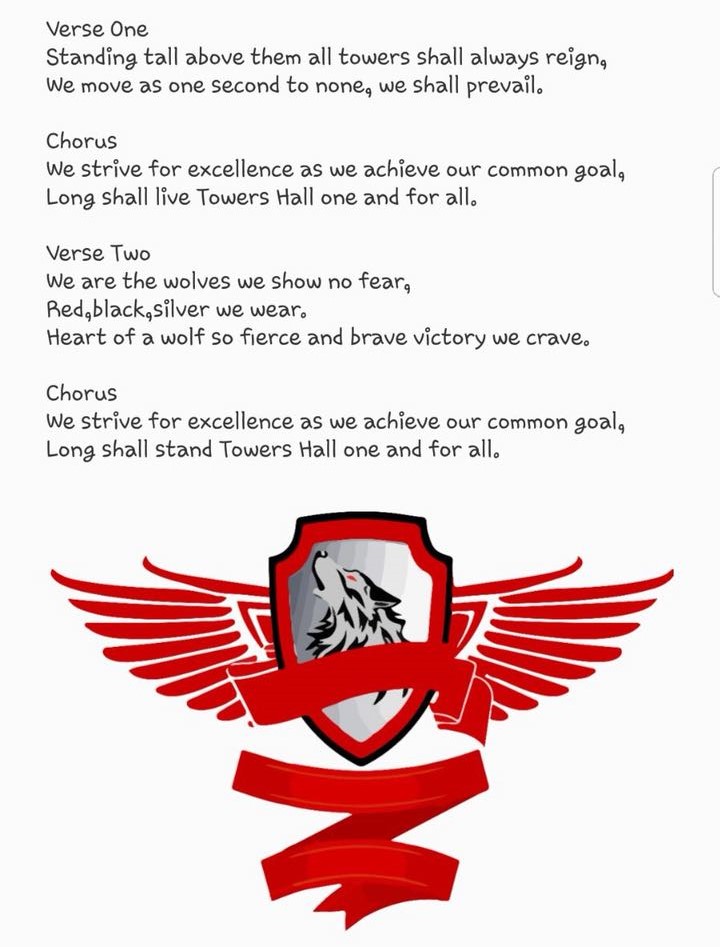 Verse One
Standing tall above them all towers shall always reign,
We move as one second to none, we shall prevail.
Chorus
We strive for excellence as we achieve our common goal,
Long shall live Towers Hall one and for all.
Verse Two
We are the wolves we show no fear,
Red,black,silver we wear.
Heart of a wolf so fierce and brave victory we crave.
Chorus
We strive for excellence as we achieve our common goal,
Long shall stand Towers Hall one and for all.